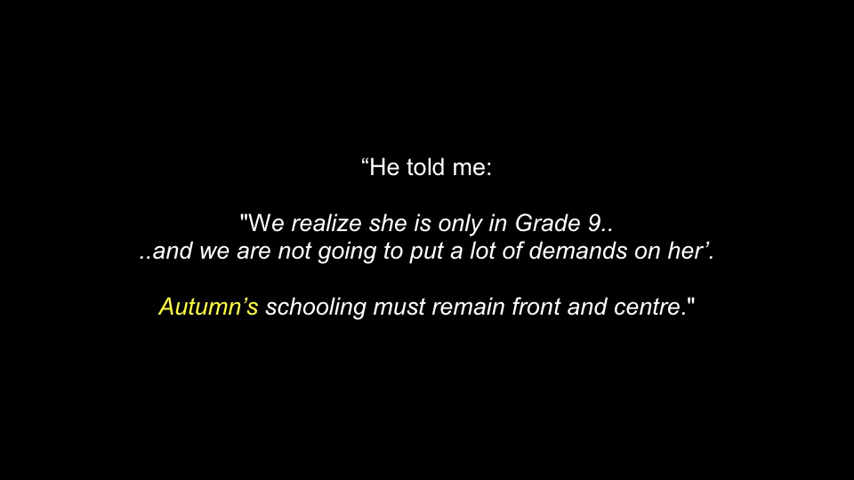 “He told me:
"We realize she is only in Grade 9..
..and we are not going to put a lot of demands on her’.
Autumn’s schooling must remain front and centre."